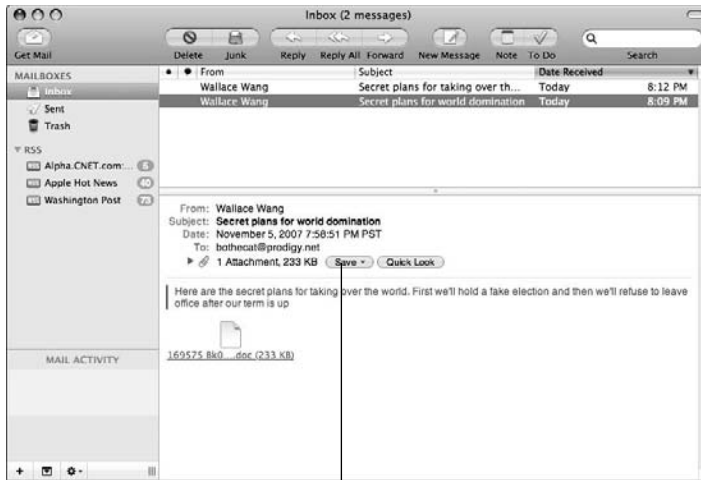 Inbox (2 messages)
Get Mail Delete Junk Reply Reply All Forward New Message Note To Do Search
MAILBOXES
Inbox
Sent
Trash
RSS
Alpha.CNET.com:... 6
Apple Hot News 40
Washington Post 73
MAIL ACTIVITY
From Subject Date Received
Wallace Wang Secret plans for taking over th... Today 8:12 PM
Wallace Wang Secret plans for world domination Today 8:09 PM
From: Wallace Wang
Subject: Secret plans for world domination
Date: November 5, 2007 7:58:51 PM PST
To: bothecat@prodigy.net
1 Attachment, 233 KB Save Quick Look
Here are the secret plans for taking over the world. First we'll hold a fake election and then we'll refuse to leave
office after our term is up
169575 Bk0....doc (233 KB)